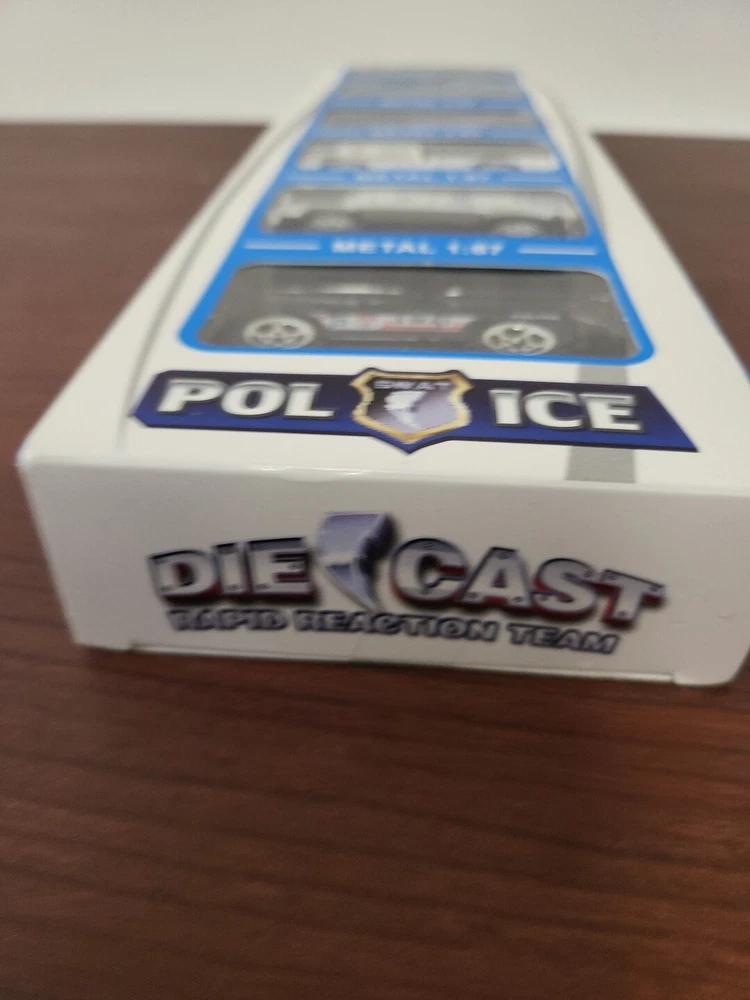 METAL 1:87
METAL 1:87
POL SWAT ICE
DIE CAST
RAPID REACTION TEAM